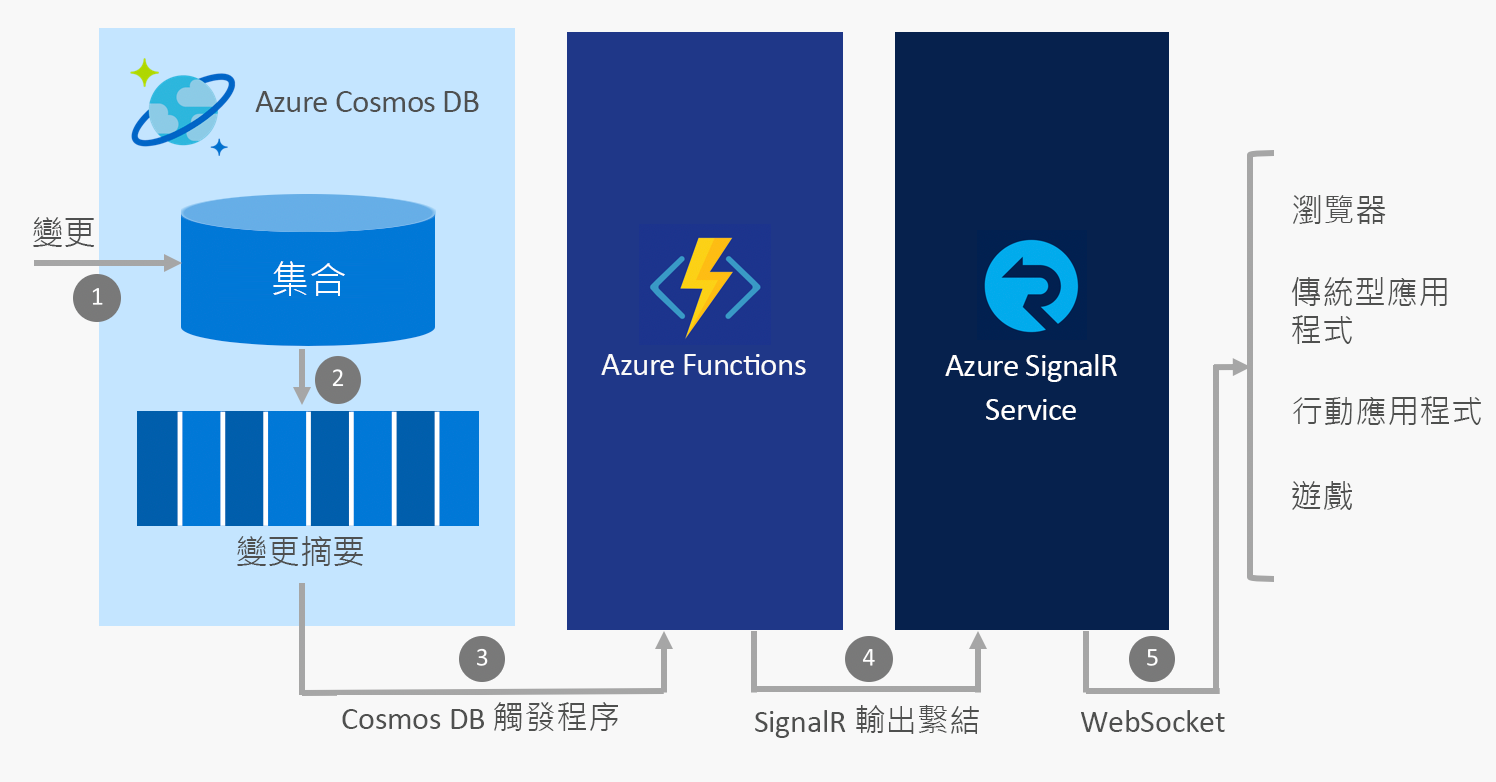 Azure Cosmos DB
變更
1
集合
2
變更摘要
3
Cosmos DB 觸發程序
Azure Functions
4
SignalR 輸出繫結
Azure SignalR
Service
5
WebSocket
瀏覽器
傳統型應用
程式
行動應用程式
遊戲